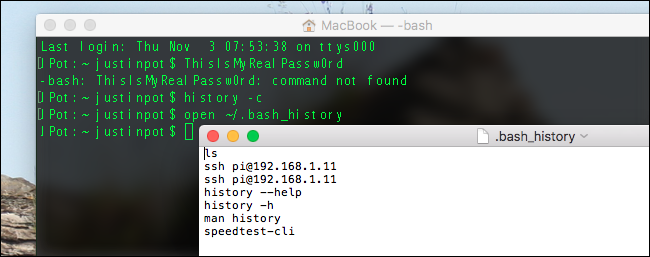 MacBook — -bash
Last login: Thu Nov  3 07:53:38 on ttys000
JPot:~ justinpot$ ThisIsMyRealPassw0rd
-bash: ThisIsMyRealPassw0rd: command not found
JPot:~ justinpot$ history -c
JPot:~ justinpot$ open ~/.bash_history
JPot:~ justinpot$
.bash_history
ls
ssh pi@192.168.1.11
ssh pi@192.168.1.11
history --help
history -h
man history
speedtest-cli